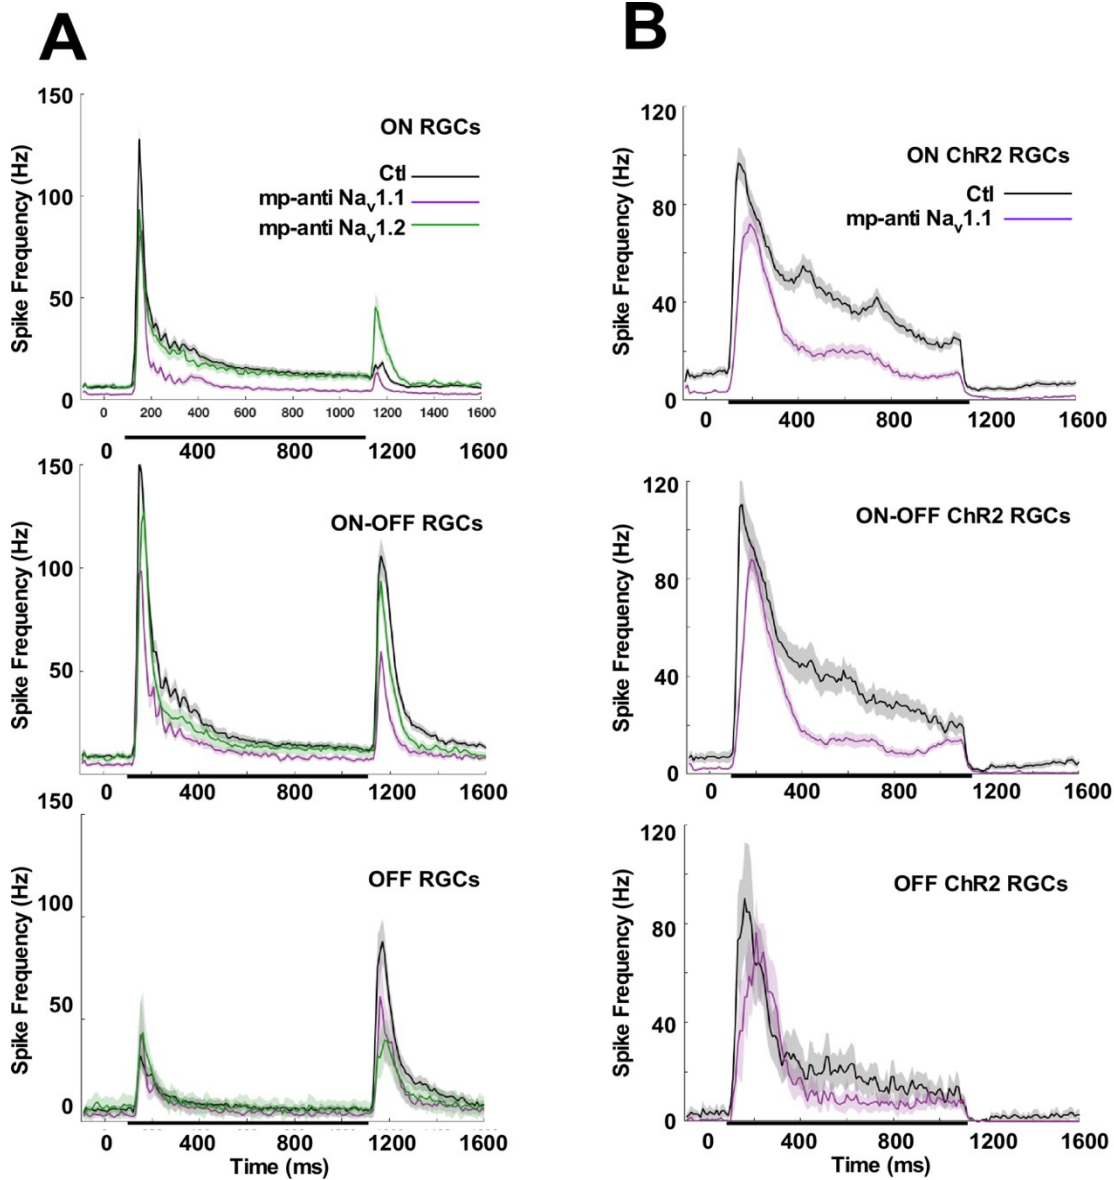 A
B
150
100
50
0
Spike Frequency (Hz)
ON RGCs
Ctl
mp-anti Nav1.1
mp-anti Nav1.2
0 200 400 600 800 1000 1200 1400 1600
0 400 800 1200 1600
120
80
40
0
Spike Frequency (Hz)
ON ChR2 RGCs
Ctl
mp-anti Nav1.1
0 400 800 1200 1600
150
100
50
Spike Frequency (Hz)
ON-OFF RGCs
0 400 800 1200 1600
120
80
40
0
Spike Frequency (Hz)
ON-OFF ChR2 RGCs
0 400 800 1200 1600
150
100
50
0
Spike Frequency (Hz)
OFF RGCs
0 400 800 1200 1600
Time (ms)
120
80
40
0
Spike Frequency (Hz)
OFF ChR2 RGCs
0 400 800 1200 1600
Time (ms)